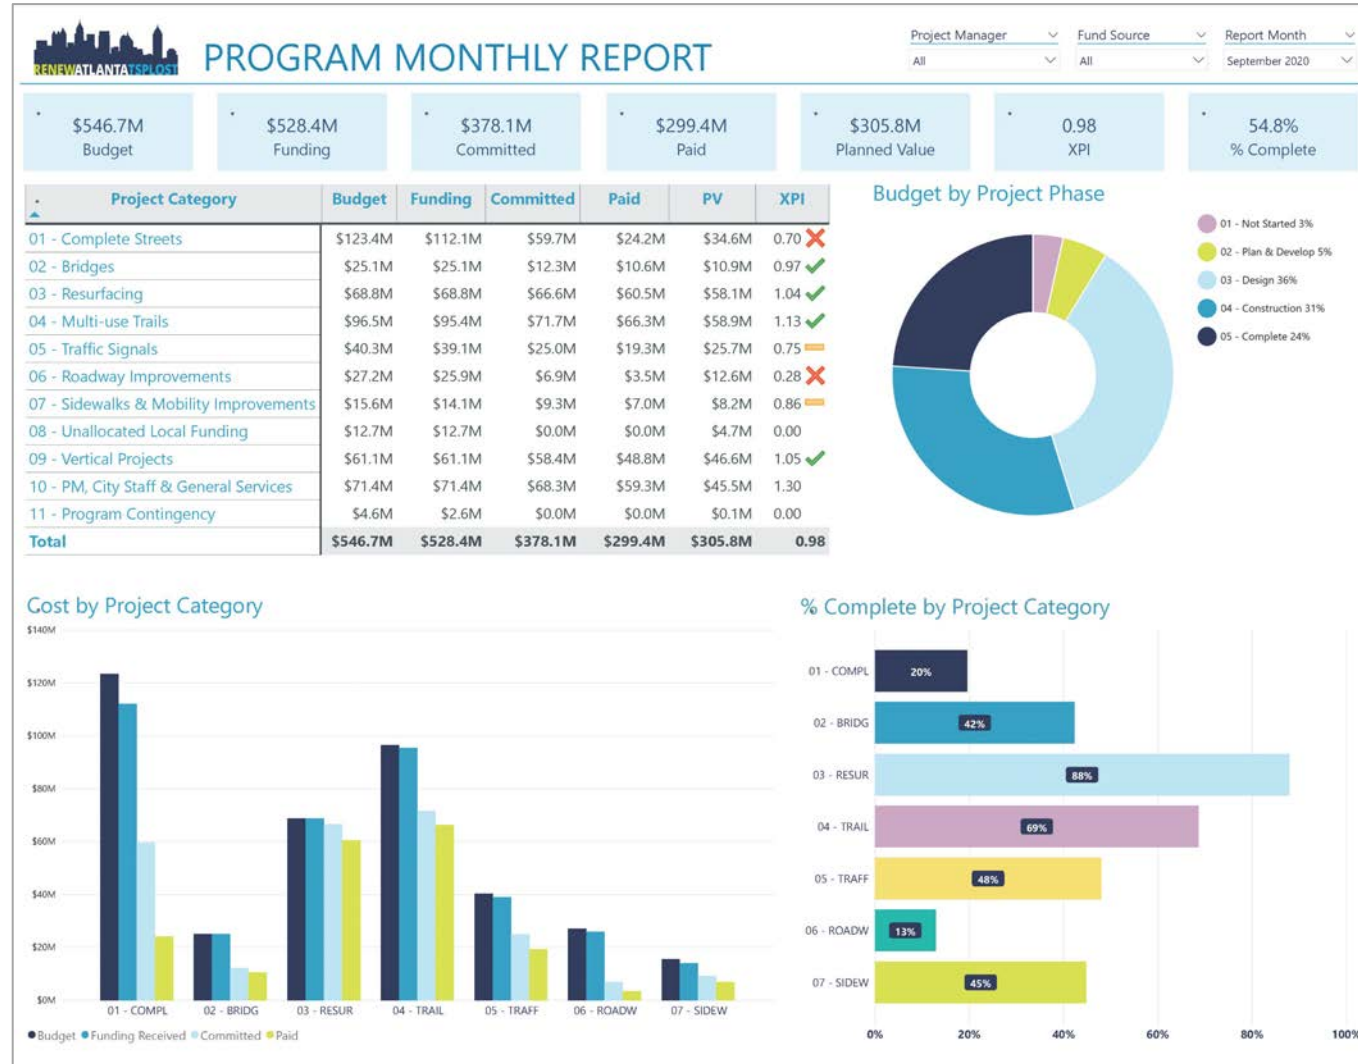 RENEWATLANTATSPLOST
PROGRAM MONTHLY REPORT
Project Manager Fund Source Report Month
All All September 2020
$546.7M $528.4M $378.1M $299.4M $305.8M 0.98 54.8%
Budget Funding Committed Paid Planned Value XPI % Complete
Project Category Budget Funding Committed Paid PV XPI
01 - Complete Streets $123.4M $112.1M $59.7M $24.2M $34.6M 0.70
02 - Bridges $25.1M $25.1M $12.3M $10.6M $10.9M 0.97
03 - Resurfacing $68.8M $68.8M $66.6M $60.5M $58.1M 1.04
04 - Multi-use Trails $96.5M $95.4M $71.7M $66.3M $58.9M 1.13
05 - Traffic Signals $40.3M $39.1M $25.0M $19.3M $25.7M 0.75
06 - Roadway Improvements $27.2M $25.9M $6.9M $3.5M $12.6M 0.28
07 - Sidewalks & Mobility Improvements $15.6M $14.1M $9.3M $7.0M $8.2M 0.86
08 - Unallocated Local Funding $12.7M $12.7M $0.0M $0.0M $4.7M 0.00
09 - Vertical Projects $61.1M $61.1M $58.4M $48.8M $46.6M 1.05
10 - PM, City Staff & General Services $71.4M $71.4M $68.3M $59.3M $45.5M 1.30
11 - Program Contingency $4.6M $2.6M $0.0M $0.0M $0.1M 0.00
Total $546.7M $528.4M $378.1M $299.4M $305.8M 0.98
Budget by Project Phase
01 - Not Started 3%
02 - Plan & Develop 5%
03 - Design 36%
04 - Construction 31%
05 - Complete 24%
Cost by Project Category
$140M
$120M
$100M
$80M
$60M
$40M
$20M
$0M
01 - COMPL 02 - BRIDG 03 - RESUR 04 - TRAIL 05 - TRAFF 06 - ROADW 07 - SIDEW
Budget Funding Received Committed Paid
% Complete by Project Category
01 - COMPL 20%
02 - BRIDG 42%
03 - RESUR 88%
04 - TRAIL 69%
05 - TRAFF 48%
06 - ROADW 13%
07 - SIDEW 45%
0% 20% 40% 60% 80% 100%